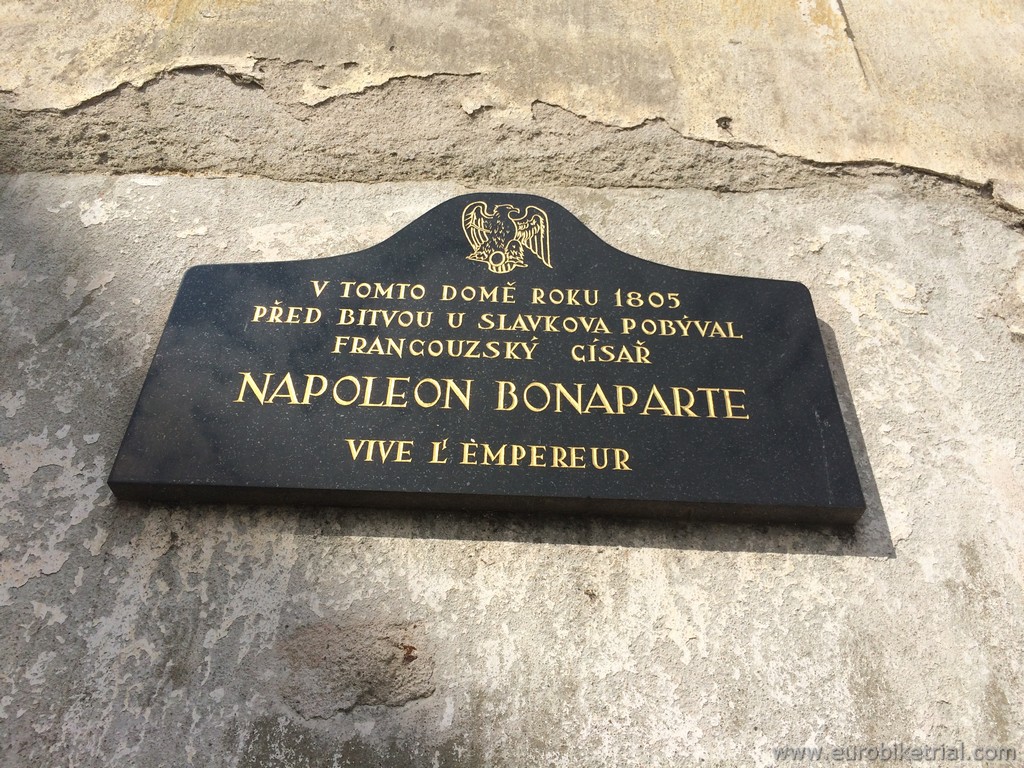 V TOMTO DOMĚ ROKU 1805
PŘED BITVOU U SLAVKOVA POBÝVAL
FRANCOUZSKÝ CÍSAŘ
NAPOLEON BONAPARTE
VIVE L' ÈMPEREUR
www.eurobiketrial.com